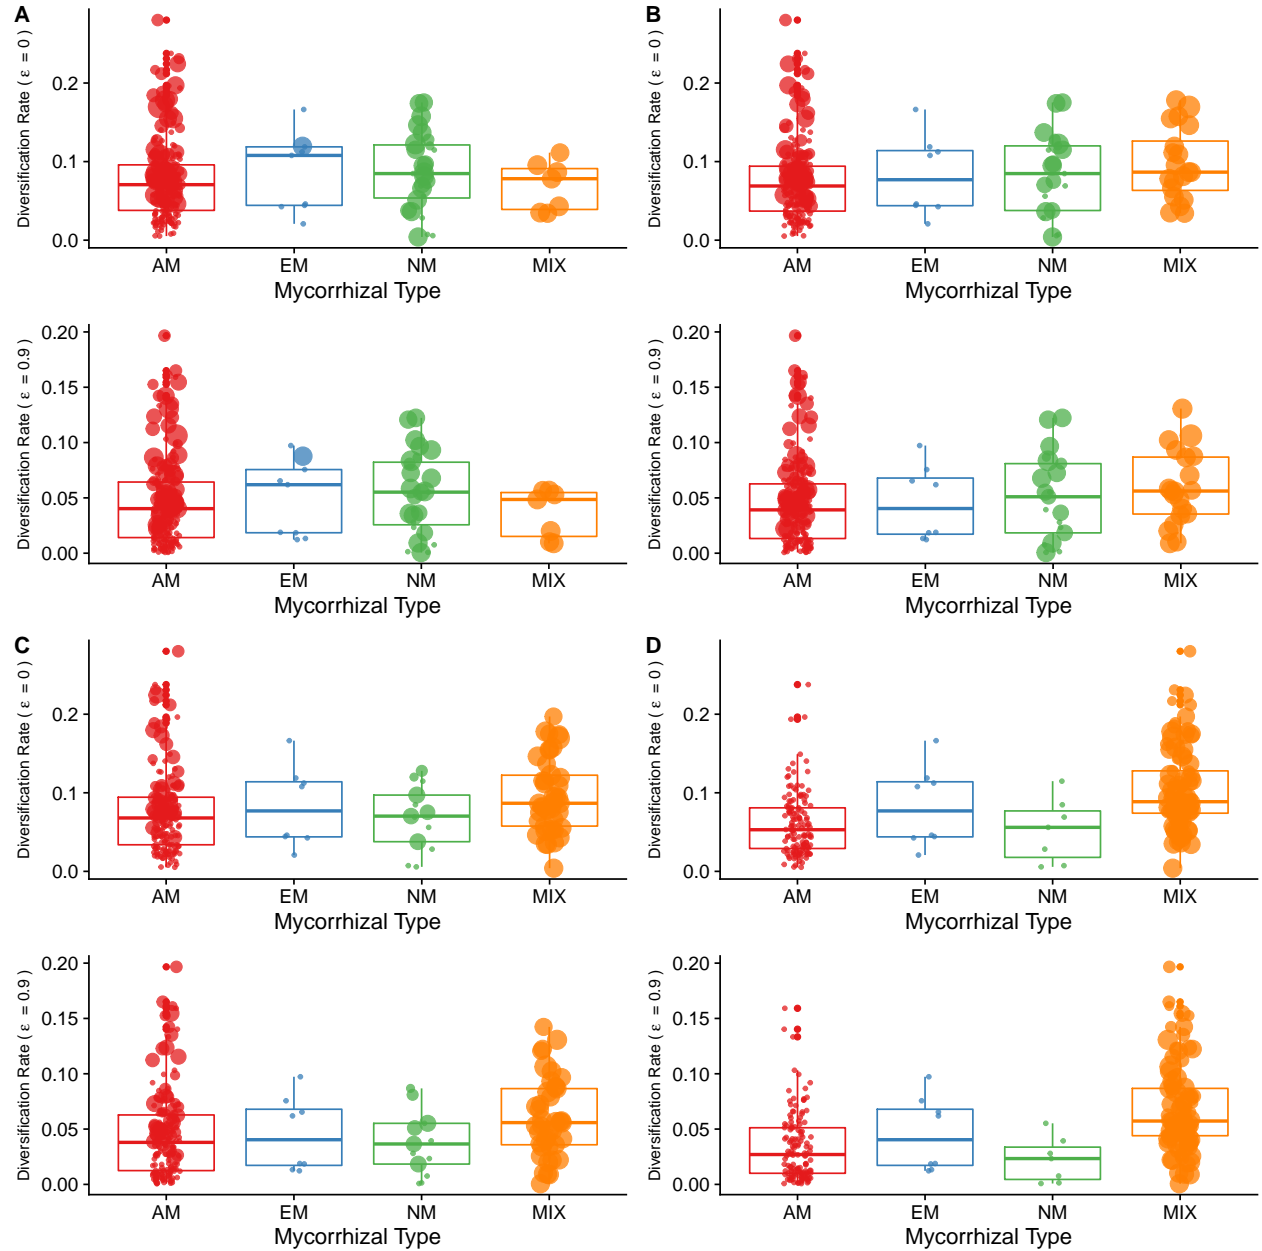 A
Diversification Rate ( ε = 0 )
0.2
0.1
0.0
AM EM NM MIX
Mycorrhizal Type
Diversification Rate ( ε = 0.9 )
0.20
0.15
0.10
0.05
0.00
AM EM NM MIX
Mycorrhizal Type
B
Diversification Rate ( ε = 0 )
0.2
0.1
0.0
AM EM NM MIX
Mycorrhizal Type
Diversification Rate ( ε = 0.9 )
0.20
0.15
0.10
0.05
0.00
AM EM NM MIX
Mycorrhizal Type
C
Diversification Rate ( ε = 0 )
0.2
0.1
0.0
AM EM NM MIX
Mycorrhizal Type
Diversification Rate ( ε = 0.9 )
0.20
0.15
0.10
0.05
0.00
AM EM NM MIX
Mycorrhizal Type
D
Diversification Rate ( ε = 0 )
0.2
0.1
0.0
AM EM NM MIX
Mycorrhizal Type
Diversification Rate ( ε = 0.9 )
0.20
0.15
0.10
0.05
0.00
AM EM NM MIX
Mycorrhizal Type